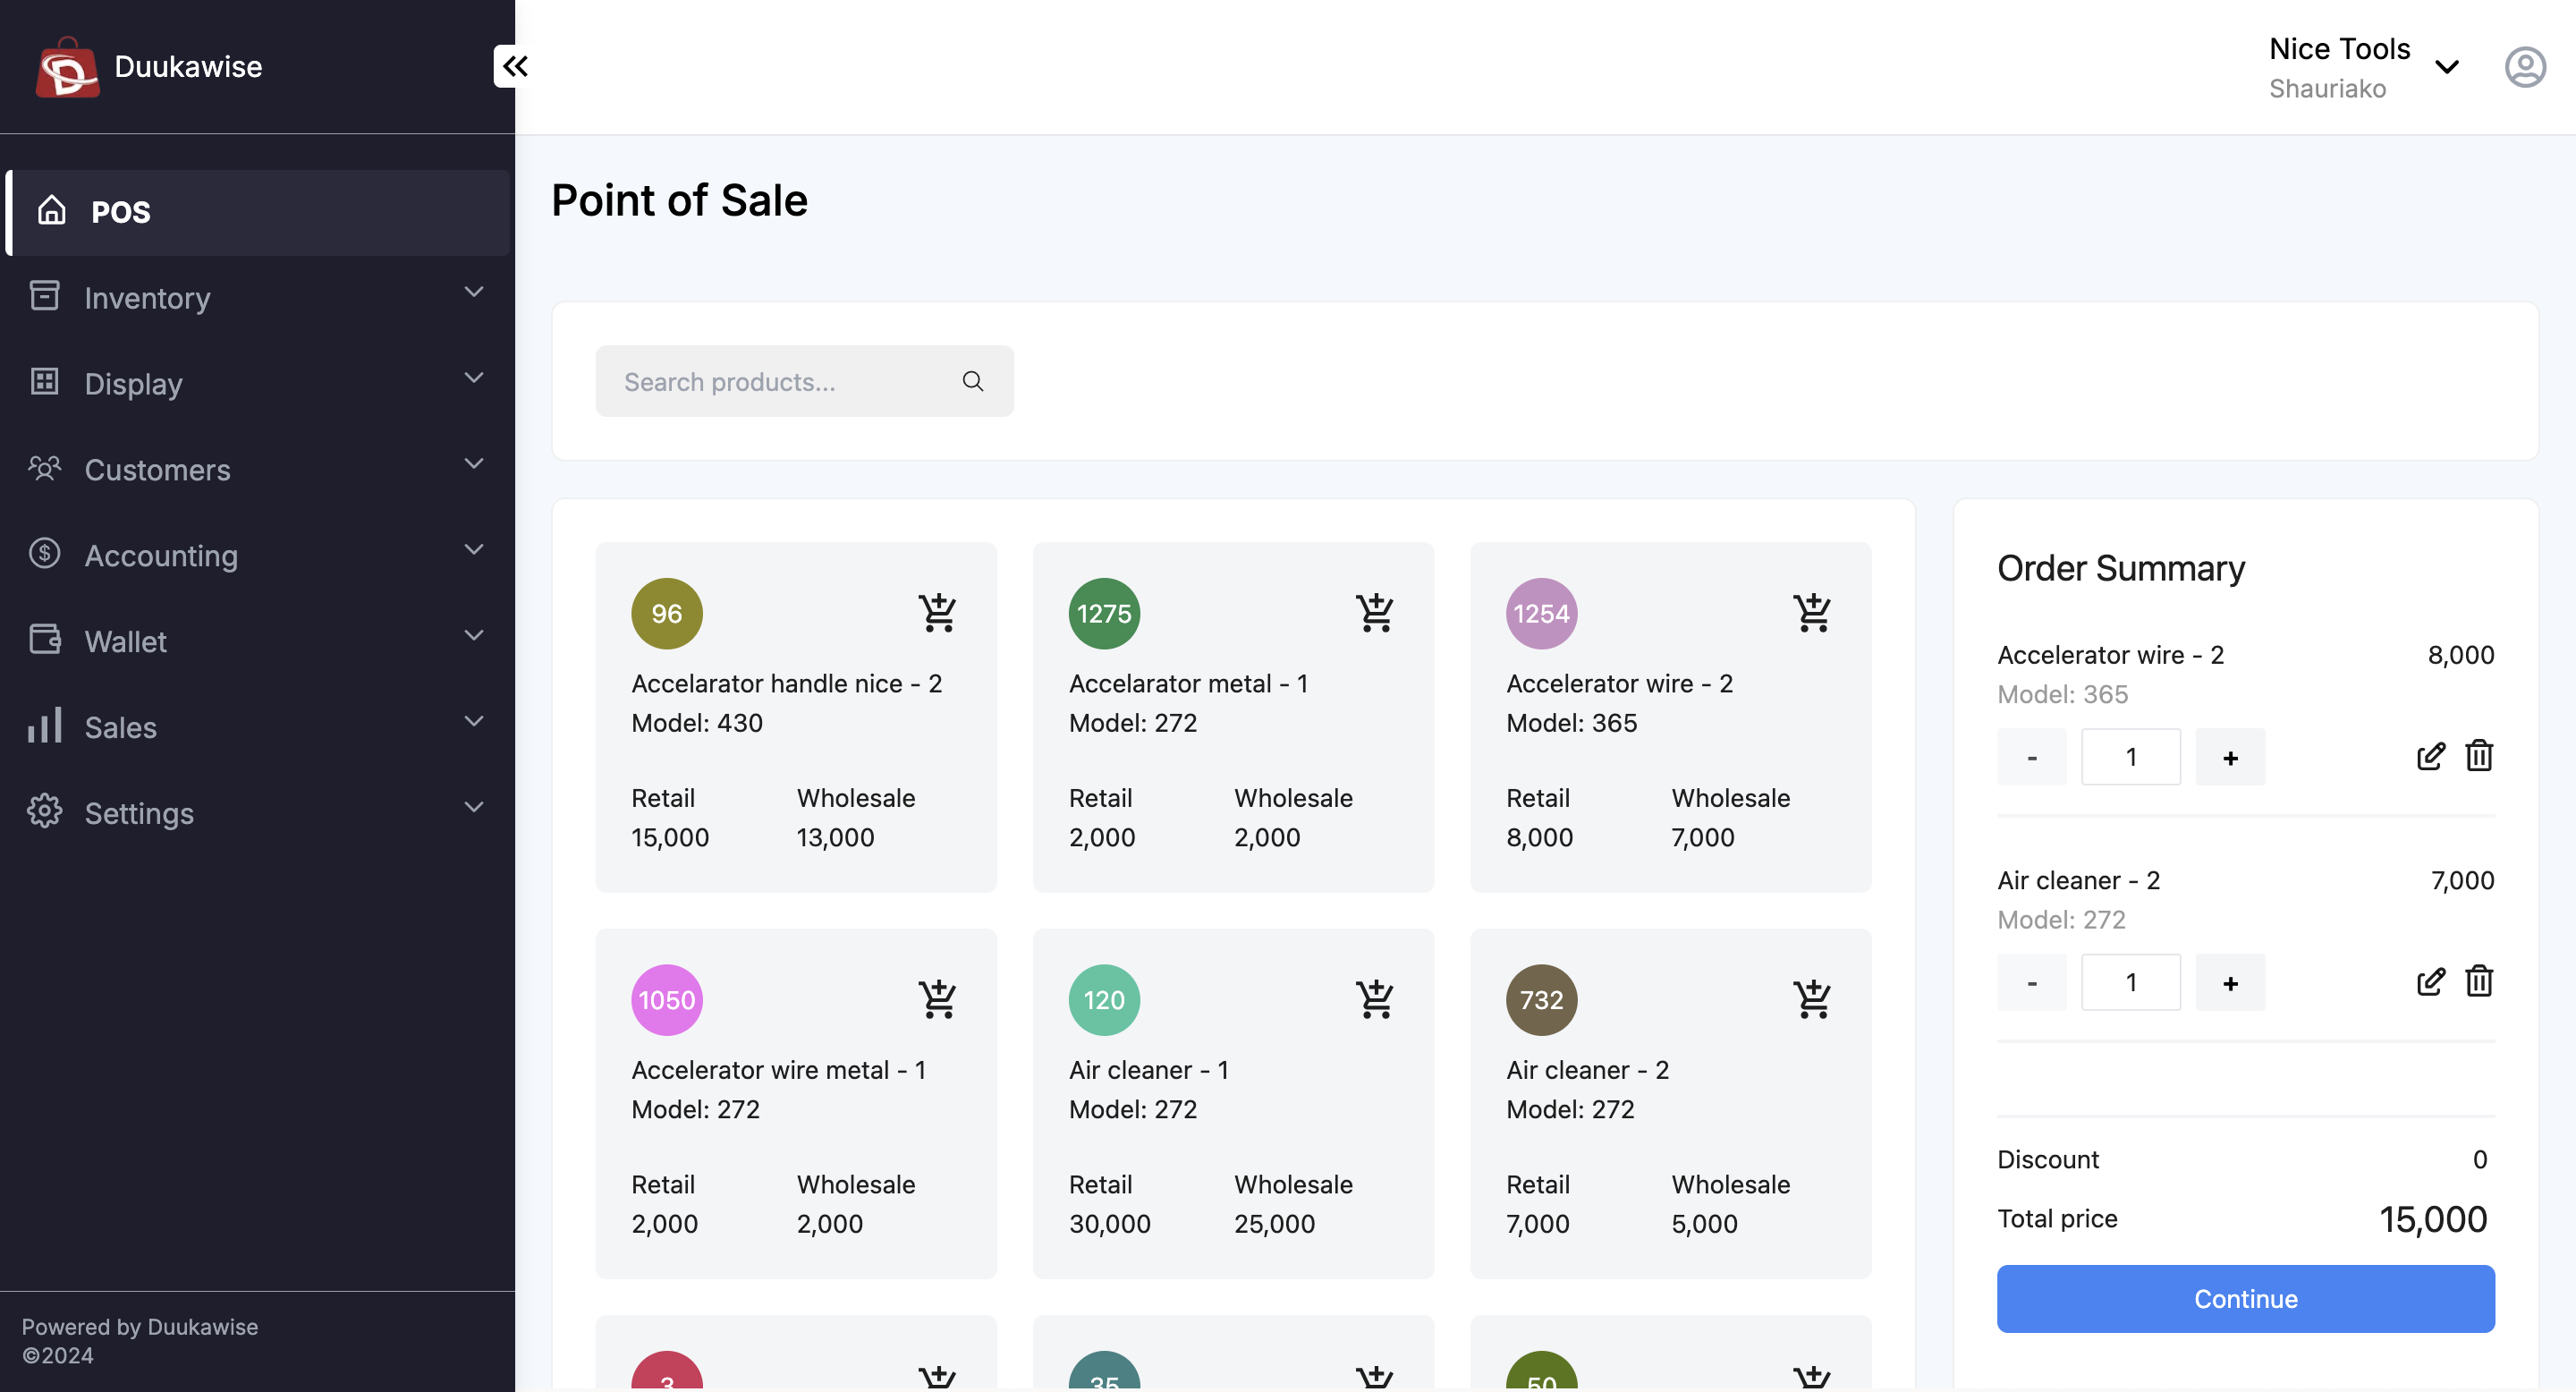 Duukawise
Nice Tools
Shauriako
POS
Inventory
Display
Customers
Accounting
Wallet
Sales
Settings
Powered by Duukawise
©2024
Point of Sale
Search products...
96
Accelarator handle nice - 2
Model: 430
Retail Wholesale
15,000 13,000
1275
Accelarator metal - 1
Model: 272
Retail Wholesale
2,000 2,000
1254
Accelerator wire - 2
Model: 365
Retail Wholesale
8,000 7,000
1050
Accelerator wire metal - 1
Model: 272
Retail Wholesale
2,000 2,000
120
Air cleaner - 1
Model: 272
Retail Wholesale
30,000 25,000
732
Air cleaner - 2
Model: 272
Retail Wholesale
7,000 5,000
3
35
50
Order Summary
Accelerator wire - 2 8,000
Model: 365
- 1 +
Air cleaner - 2 7,000
Model: 272
- 1 +
Discount 0
Total price 15,000
Continue